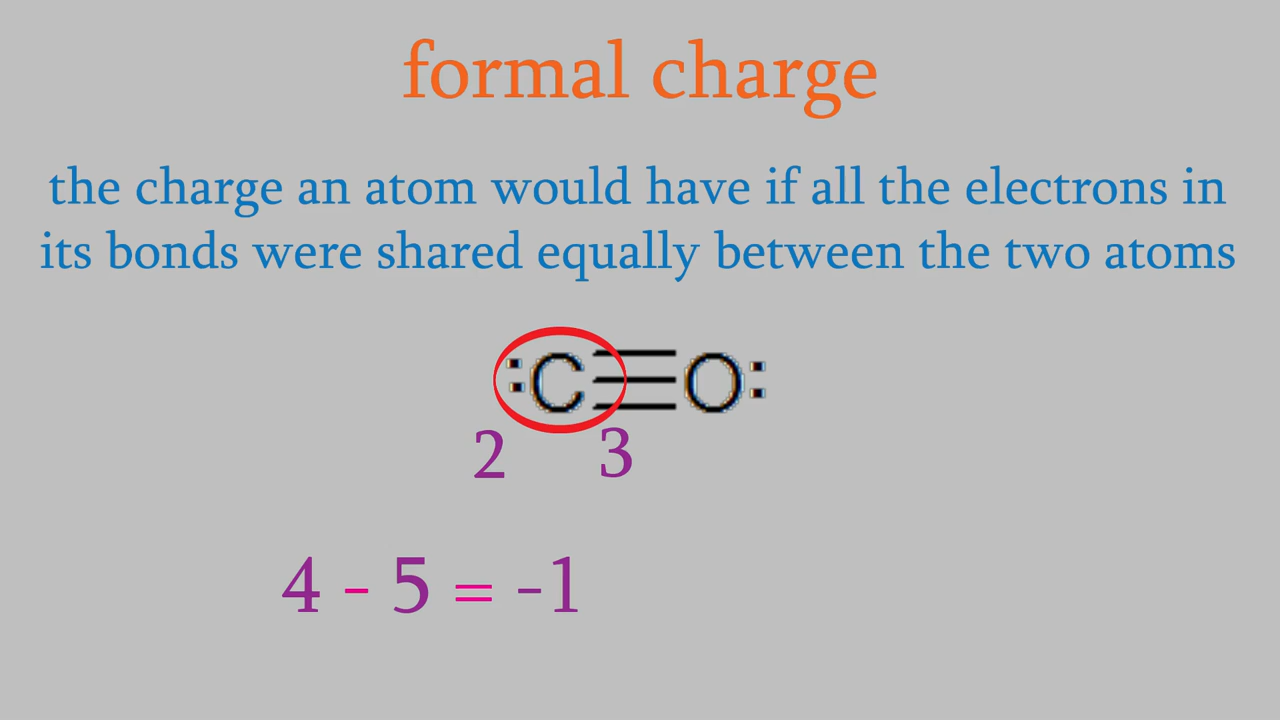 formal charge
the charge an atom would have if all the electrons in
its bonds were shared equally between the two atoms
:C≡O:
2 3
4 - 5 = -1